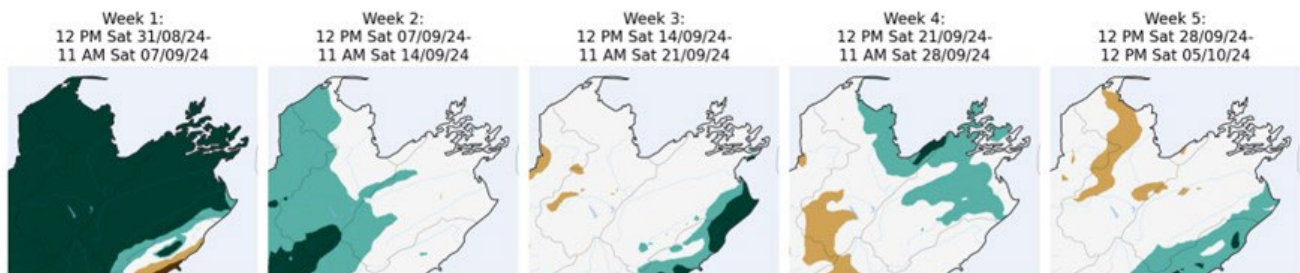 Week 1:
12 PM Sat 31/08/24-
11 AM Sat 07/09/24
Week 2:
12 PM Sat 07/09/24-
11 AM Sat 14/09/24
Week 3:
12 PM Sat 14/09/24-
11 AM Sat 21/09/24
Week 4:
12 PM Sat 21/09/24-
11 AM Sat 28/09/24
Week 5:
12 PM Sat 28/09/24-
12 PM Sat 05/10/24